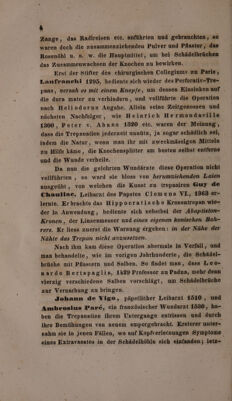 4
Zange, das Radireisen etc. anführten und gebrauchten, so
waren doch die zusammenziehenden Pulver und Pflaster, das
Rosenöhl u. s. w. die Hauptmittel, um bei Schädelbrüchen
das Zusammenwachsen der Knochen zu bewirken.
Erst der Stifter des chirurgischen Collegiums zu Paris,
Lanfranchi 1295, bediente sich wieder des Perforativ-Tre-
pans, versah es mit einem Knopfe, um dessen Einsinken auf
die dura mater zu verhindern, und vollführte die Operation
nach Heliodorus Angabe. Allein seine Zeitgenossen und
nächsten Nachfolger, wie Heinrich Hermandaville
1300, Peter v. Abano 1320 etc. waren der Meinung,
dass die Trepanation jederzeit unnütz, ja sogar schädlich sei,
indem die Natur, wenn man ihr mit zweckmässigen Mitteln
zu Hilfe käme, die Knochensplitter am besten selbst entferne
und die Wunde verheile.
Da nun die gelehrten Wundärzte diese Operation nicht
vollführten, so ward sie bloss von herumziehenden Laien
ausgeübt, von welchen die Kunst zu trepaniren Guy de
Chauliac, Leibarzt des Papstes Clemens VI., 1363 er-
lernte. Er brachte das Hippocratische Kronentrepan wie-
der in Anwendung, bediente sich selbstbei der Abaptiston-
Kronen, der Linsenmesser und eines eigenen konischen Boh-
rers. Er liess zuerst die Warnung ergehen: in der Nähe der
Nähte das Trepan nicht anzusetzen.
Nach ihm kam diese Operation abermals in Verfall, und
man behandelte, wie im vorigen Jahrhunderte, die Schädel-
brüche mit Pflastern und Salben. So findet man, dass Leo-
nardo Bertapaglia, 1429 Professor zu Padua, mehr denn
vierzig verschiedene Salben vorschlägt, um Schädelbrüche
zur Vernachung zu bringen.
Johann de Vigo, päpstlicher Leibarzt 1510, und
Ambrosius Paré, ein französischer Wundarzt 1530, ha-
ben die Trepanation ihrem Untergange entrissen und durch
ihre Bemühungen von neuem emporgebracht. Ersterer unter-
nahm sie in jenen Fällen, wo auf Kopfverletzungen Symptome
eines Extravasates in der Schädelhöhle sich einfanden; letz-